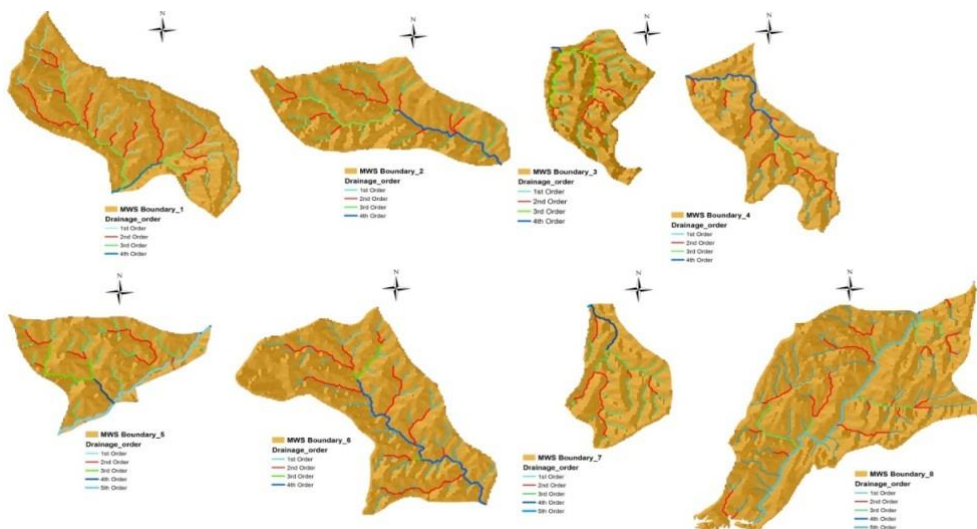 N
N
N
N
MWS Boundary_1
Drainage_order
1st Order
2nd Order
3rd Order
4th Order
MWS Boundary_2
Drainage_order
1st Order
2nd Order
3rd Order
4th Order
MWS Boundary_3
Drainage_order
1st Order
2nd Order
3rd Order
4th Order
MWS Boundary_4
Drainage_order
1st Order
2nd Order
3rd Order
4th Order
N
N
N
N
MWS Boundary_5
Drainage_order
1st Order
2nd Order
3rd Order
4th Order
5th Order
MWS Boundary_6
Drainage_order
1st Order
2nd Order
3rd Order
4th Order
MWS Boundary_7
Drainage_order
1st Order
2nd Order
3rd Order
4th Order
5th Order
MWS Boundary_8
Drainage_order
1st Order
2nd Order
3rd Order
4th Order
5th Order